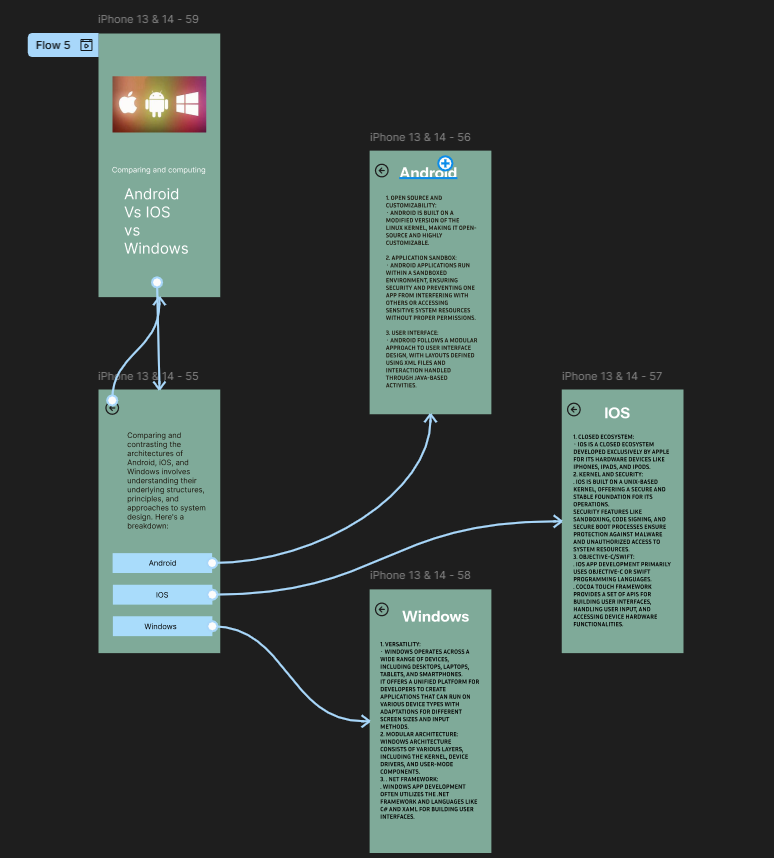 iPhone 13 & 14 - 59
Flow 5
Comparing and computing
Android
Vs IOS
vs
Windows
iPhone 13 & 14 - 55
Comparing and
contrasting the
architectures of
Android, iOS, and
Windows involves
understanding their
underlying structures,
principles, and
approaches to system
design. Here's a
breakdown:
Android
IOS
Windows
iPhone 13 & 14 - 56
Android
1. OPEN SOURCE AND
CUSTOMIZABILITY:
· ANDROID IS BUILT ON A
MODIFIED VERSION OF THE
LINUX KERNEL, MAKING IT OPEN-
SOURCE AND HIGHLY
CUSTOMIZABLE.
2. APPLICATION SANDBOX:
· ANDROID APPLICATIONS RUN
WITHIN A SANDBOXED
ENVIRONMENT, ENSURING
SECURITY AND PREVENTING ONE
APP FROM INTERFERING WITH
OTHERS OR ACCESSING
SENSITIVE SYSTEM RESOURCES
WITHOUT PROPER PERMISSIONS.
3. USER INTERFACE:
· ANDROID FOLLOWS A MODULAR
APPROACH TO USER INTERFACE
DESIGN, WITH LAYOUTS DEFINED
USING XML FILES AND
INTERACTION HANDLED
THROUGH JAVA-BASED
ACTIVITIES.
iPhone 13 & 14 - 57
IOS
1. CLOSED ECOSYSTEM:
· IOS IS A CLOSED ECOSYSTEM
DEVELOPED EXCLUSIVELY BY APPLE
FOR ITS HARDWARE DEVICES LIKE
IPHONES, IPADS, AND IPODS.
2. KERNEL AND SECURITY:
. IOS IS BUILT ON A UNIX-BASED
KERNEL, OFFERING A SECURE AND
STABLE FOUNDATION FOR ITS
OPERATIONS.
SECURITY FEATURES LIKE
SANDBOXING, CODE SIGNING, AND
SECURE BOOT PROCESSES ENSURE
PROTECTION AGAINST MALWARE
AND UNAUTHORIZED ACCESS TO
SYSTEM RESOURCES.
3. OBJECTIVE-C/SWIFT:
. IOS APP DEVELOPMENT PRIMARILY
USES OBJECTIVE-C OR SWIFT
PROGRAMMING LANGUAGES.
. COCOA TOUCH FRAMEWORK
PROVIDES A SET OF APIS FOR
BUILDING USER INTERFACES,
HANDLING USER INPUT, AND
ACCESSING DEVICE HARDWARE
FUNCTIONALITIES.
iPhone 13 & 14 - 58
Windows
1. VERSATILITY:
· WINDOWS OPERATES ACROSS A
WIDE RANGE OF DEVICES,
INCLUDING DESKTOPS, LAPTOPS,
TABLETS, AND SMARTPHONES.
IT OFFERS A UNIFIED PLATFORM FOR
DEVELOPERS TO CREATE
APPLICATIONS THAT CAN RUN ON
VARIOUS DEVICE TYPES WITH
ADAPTATIONS FOR DIFFERENT
SCREEN SIZES AND INPUT
METHODS.
2. MODULAR ARCHITECTURE:
WINDOWS ARCHITECTURE
CONSISTS OF VARIOUS LAYERS,
INCLUDING THE KERNEL, DEVICE
DRIVERS, AND USER-MODE
COMPONENTS.
3. . NET FRAMEWORK:
. WINDOWS APP DEVELOPMENT
OFTEN UTILIZES THE .NET
FRAMEWORK AND LANGUAGES LIKE
C# AND XAML FOR BUILDING USER
INTERFACES.